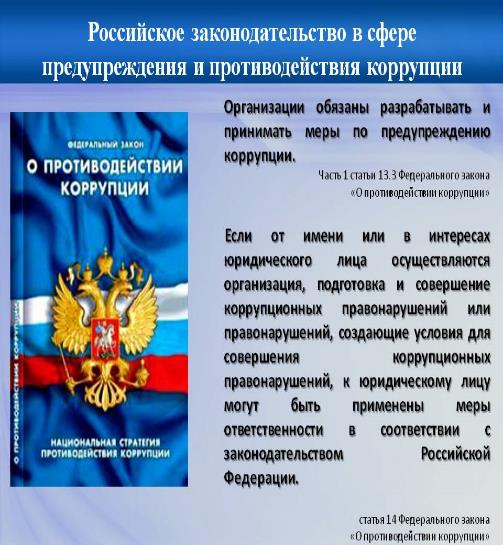 Российское законодательство в сфере
предупреждения и противодействия коррупции
Организации обязаны разрабатывать и
принимать меры по предупреждению
коррупции.
Часть 1 статьи 13.3 Федерального закона
«О противодействии коррупции»
ФЕДЕРАЛЬНЫЙ ЗАКОН
О ПРОТИВОДЕЙСТВИИ
КОРРУПЦИИ
НАЦИОНАЛЬНАЯ СТРАТЕГИЯ
ПРОТИВОДЕЙСТВИЯ КОРРУПЦИИ
О ПРОТИВОДЕЙСТВИИ КОРРУПЦИИ
Если от имени или в интересах
юридического лица осуществляются
организация, подготовка и совершение
коррупционных правонарушений или
правонарушений, создающие условия для
совершения коррупционных
правонарушений, к юридическому лицу
могут быть применены меры
ответственности в соответствии с
законодательством Российской
Федерации.
статья 14 Федерального закона
«О противодействии коррупции»